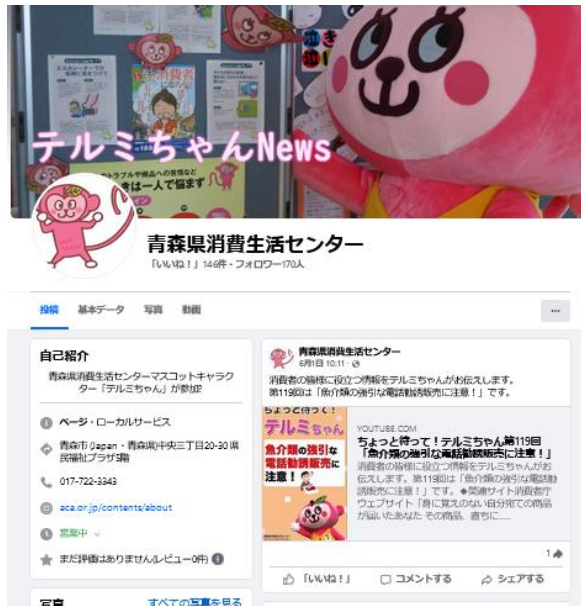 テルミちゃんNews
青森県消費生活センター
「いいね！」146件・フォロワー170人
投稿 基本データ 写真 動画
自己紹介
青森県消費生活センターマスコットキャラク
ター「テルミちゃん」が参加?
ページ・ローカルサービス
青森市 (Japan・青森県)中央三丁目20-30 県
民福祉プラザ5階
017-722-3343
aca.or.jp/contents/about
営業中
まだ評価はありません(レビュー0件)
写真 すべての写真を見る
青森県消費生活センター
6月1日 10:11
消費者の皆様に役立つ情報をテルミちゃんがお伝えします。
第119回は「魚介類の強引な電話勧誘販売に注意！」です。
ちょっと待って！
テルミちゃん
魚介類の強引な
電話勧誘販売に
注意！
YOUTUBE.COM
ちょっと待って！テルミちゃん第119回
「魚介類の強引な電話勧誘販売に注意！」
消費者の皆様に役立つ情報をテルミちゃんがお
伝えします。第119回は「魚介類の強引な電話勧
誘販売に注意！」です。◆関連サイト消費者庁
ウェブサイト「身に覚えのない自分宛ての商品
が届いたあなた その商品、直ちに......
1
「いいね！」 コメントする シェアする